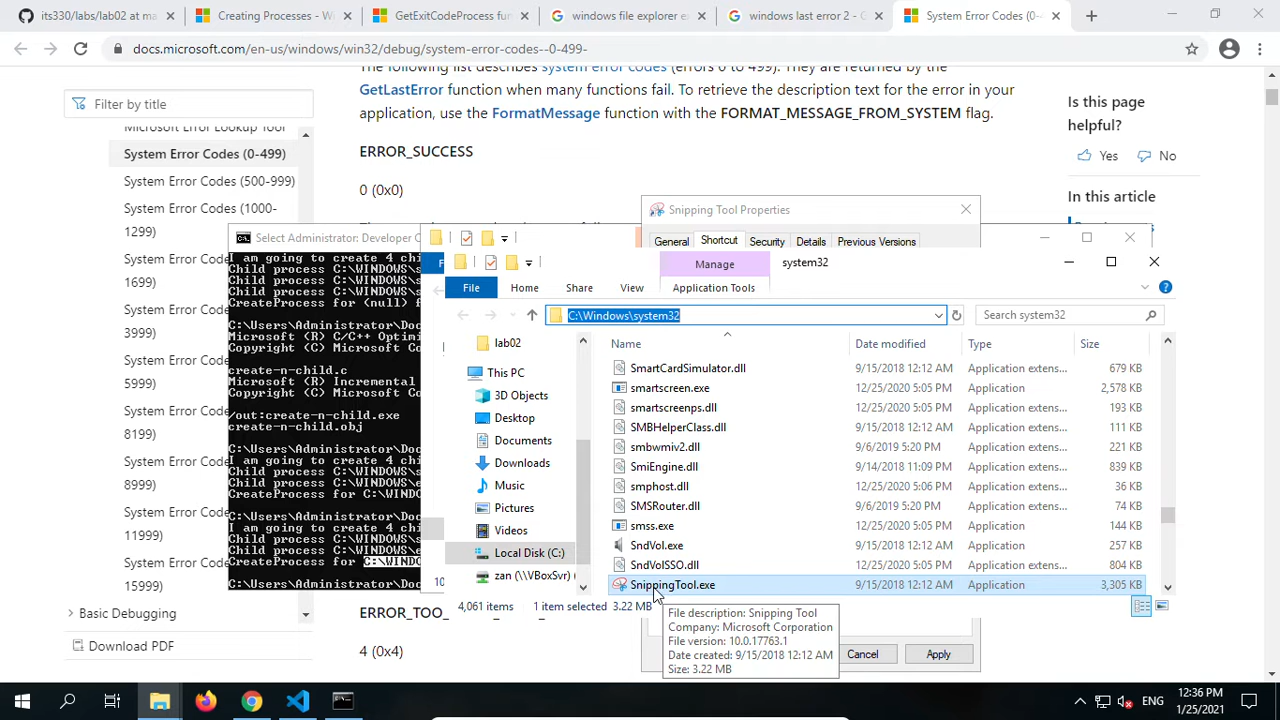 its330/labs/lab02 at ma
Creating Processes - Wi
GetExitCodeProcess fun
windows file explorer ex
windows last error 2 - G
System Error Codes (0-4
docs.microsoft.com/en-us/windows/win32/debug/system-error-codes--0-499-
The following list describes system error codes (errors 0 to 499). They are returned by the
GetLastError function when many functions fail. To retrieve the description text for the error in your
application, use the FormatMessage function with the FORMAT_MESSAGE_FROM_SYSTEM flag.
ERROR_SUCCESS
0 (0x0)
Filter by title
Microsoft Error Lookup Tool
System Error Codes (0-499)
System Error Codes (500-999)
System Error Codes (1000-
1299)
System Error Code
1699)
System Error Code
3999)
System Error Code
5999)
System Error Code
8199)
System Error Code
8999)
System Error Code
11999)
System Error Code
15999)
Basic Debugging
Download PDF
Is this page
helpful?
Yes
No
In this article
Snipping Tool Properties
General
Shortcut
Security
Details
Previous Versions
Select Administrator: Developer C
I am going to create 4 chi
Child process C:\WINDOWS\s
Child process C:\WINDOWS\s
Child process C:\WINDOWS\s
CreateProcess for (null) f
C:\Users\Administrator\Doc
Microsoft (R) C/C++ Optimi
Copyright (C) Microsoft Co
create-n-child.c
Microsoft (R) Incremental
Copyright (C) Microsoft Co
/out:create-n-child.exe
create-n-child.obj
C:\Users\Administrator\Doc
I am going to create 4 chi
Child process C:\WINDOWS\s
Child process C:\WINDOWS\s
CreateProcess for C:\WINDO
C:\Users\Administrator\Doc
I am going to create 4 chi
Child process C:\WINDOWS\s
Child process C:\WINDOWS\e
CreateProcess for C:\WINDO
C:\Users\Administrator\Doc
Manage
system32
File
Home
Share
View
Application Tools
C:\Windows\system32
Search system32
lab02
This PC
3D Objects
Desktop
Documents
Downloads
Music
Pictures
Videos
Local Disk (C:)
zan (\\VBoxSvr) (
Name Date modified Type Size
SmartCardSimulator.dll 9/15/2018 12:12 AM Application extens... 679 KB
smartscreen.exe 12/25/2020 5:05 PM Application 2,578 KB
smartscreenps.dll 12/25/2020 5:05 PM Application extens... 193 KB
SMBHelperClass.dll 9/15/2018 12:12 AM Application extens... 111 KB
smbwmiv2.dll 9/6/2019 5:20 PM Application extens... 221 KB
SmiEngine.dll 9/14/2018 11:09 PM Application extens... 839 KB
smphost.dll 12/25/2020 5:06 PM Application extens... 36 KB
SMSRouter.dll 9/6/2019 5:20 PM Application extens... 74 KB
smss.exe 12/25/2020 5:05 PM Application 144 KB
SndVol.exe 9/15/2018 12:12 AM Application 257 KB
SndVolSSO.dll 12/25/2020 5:05 PM Application extens... 804 KB
SnippingTool.exe 9/15/2018 12:12 AM Application 3,305 KB
10
4,061 items
1 item selected 3.22 MB
File description: Snipping Tool
Company: Microsoft Corporation
File version: 10.0.17763.1
Date created: 9/15/2018 12:12 AM
Size: 3.22 MB
Cancel
Apply
ERROR_TOO_
4 (0x4)
ENG
12:36 PM
1/25/2021